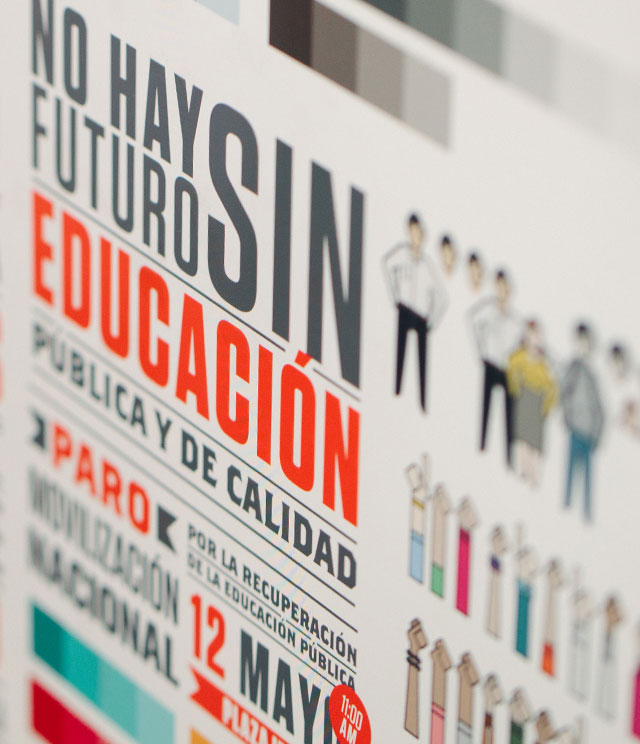 NO HAY
FUTURO SIN
EDUCACIÓN
PÚBLICA Y DE CALIDAD
PARO
MOVILIZACIÓN
NACIONAL
POR LA RECUPERACIÓN
DE LA EDUCACIÓN PÚBLICA
12 MAYO
PLAZA
11:00
AM